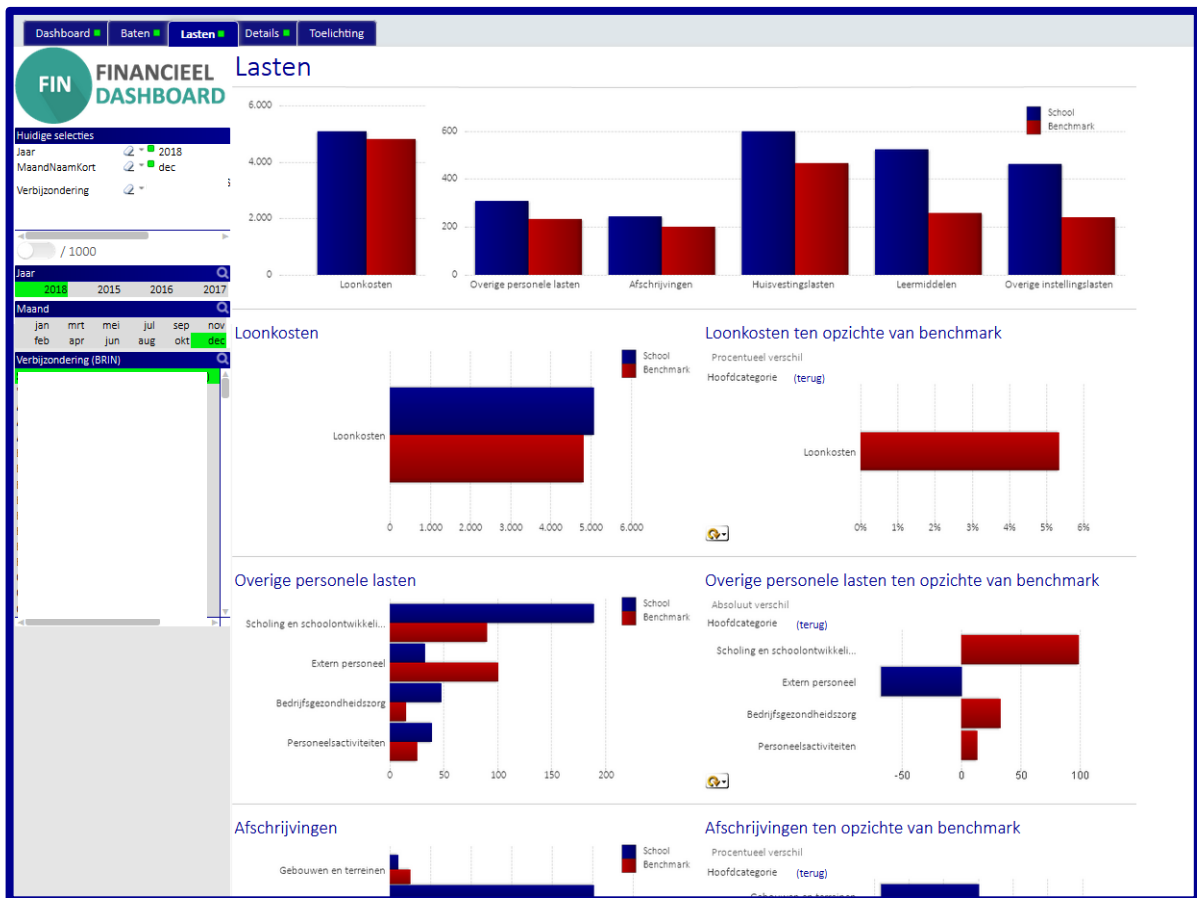 Dashboard Baten Lasten Details Toelichting
FIN FINANCIEEL DASHBOARD
Huidige selecties
Jaar 2018
MaandNaamKort dec
Verbijzondering
/ 1000
Jaar
2018 2015 2016 2017
Maand
jan mrt mei jul sep nov
feb apr jun aug okt dec
Verbijzondering (BRIN)
Lasten
6.000
4.000
2.000
0
Loonkosten
600
400
200
0
School
Benchmark
Overige personele lasten Afschrijvingen Huisvestingslasten Leermiddelen Overige instellingslasten
Loonkosten
School
Benchmark
Loonkosten
0 1.000 2.000 3.000 4.000 5.000 6.000
Loonkosten ten opzichte van benchmark
Procentueel verschil
Hoofdcategorie (terug)
Loonkosten
0% 1% 2% 3% 4% 5% 6%
Overige personele lasten
School
Benchmark
Scholing en schoolontwikkeli...
Extern personeel
Bedrijfsgezondheidszorg
Personeelsactiviteiten
0 50 100 150 200
Overige personele lasten ten opzichte van benchmark
Absoluut verschil
Hoofdcategorie (terug)
Scholing en schoolontwikkeli...
Extern personeel
Bedrijfsgezondheidszorg
Personeelsactiviteiten
-50 0 50 100
Afschrijvingen
School
Benchmark
Gebouwen en terreinen
Afschrijvingen ten opzichte van benchmark
Procentueel verschil
Hoofdcategorie (terug)
Gebouwen en terreinen